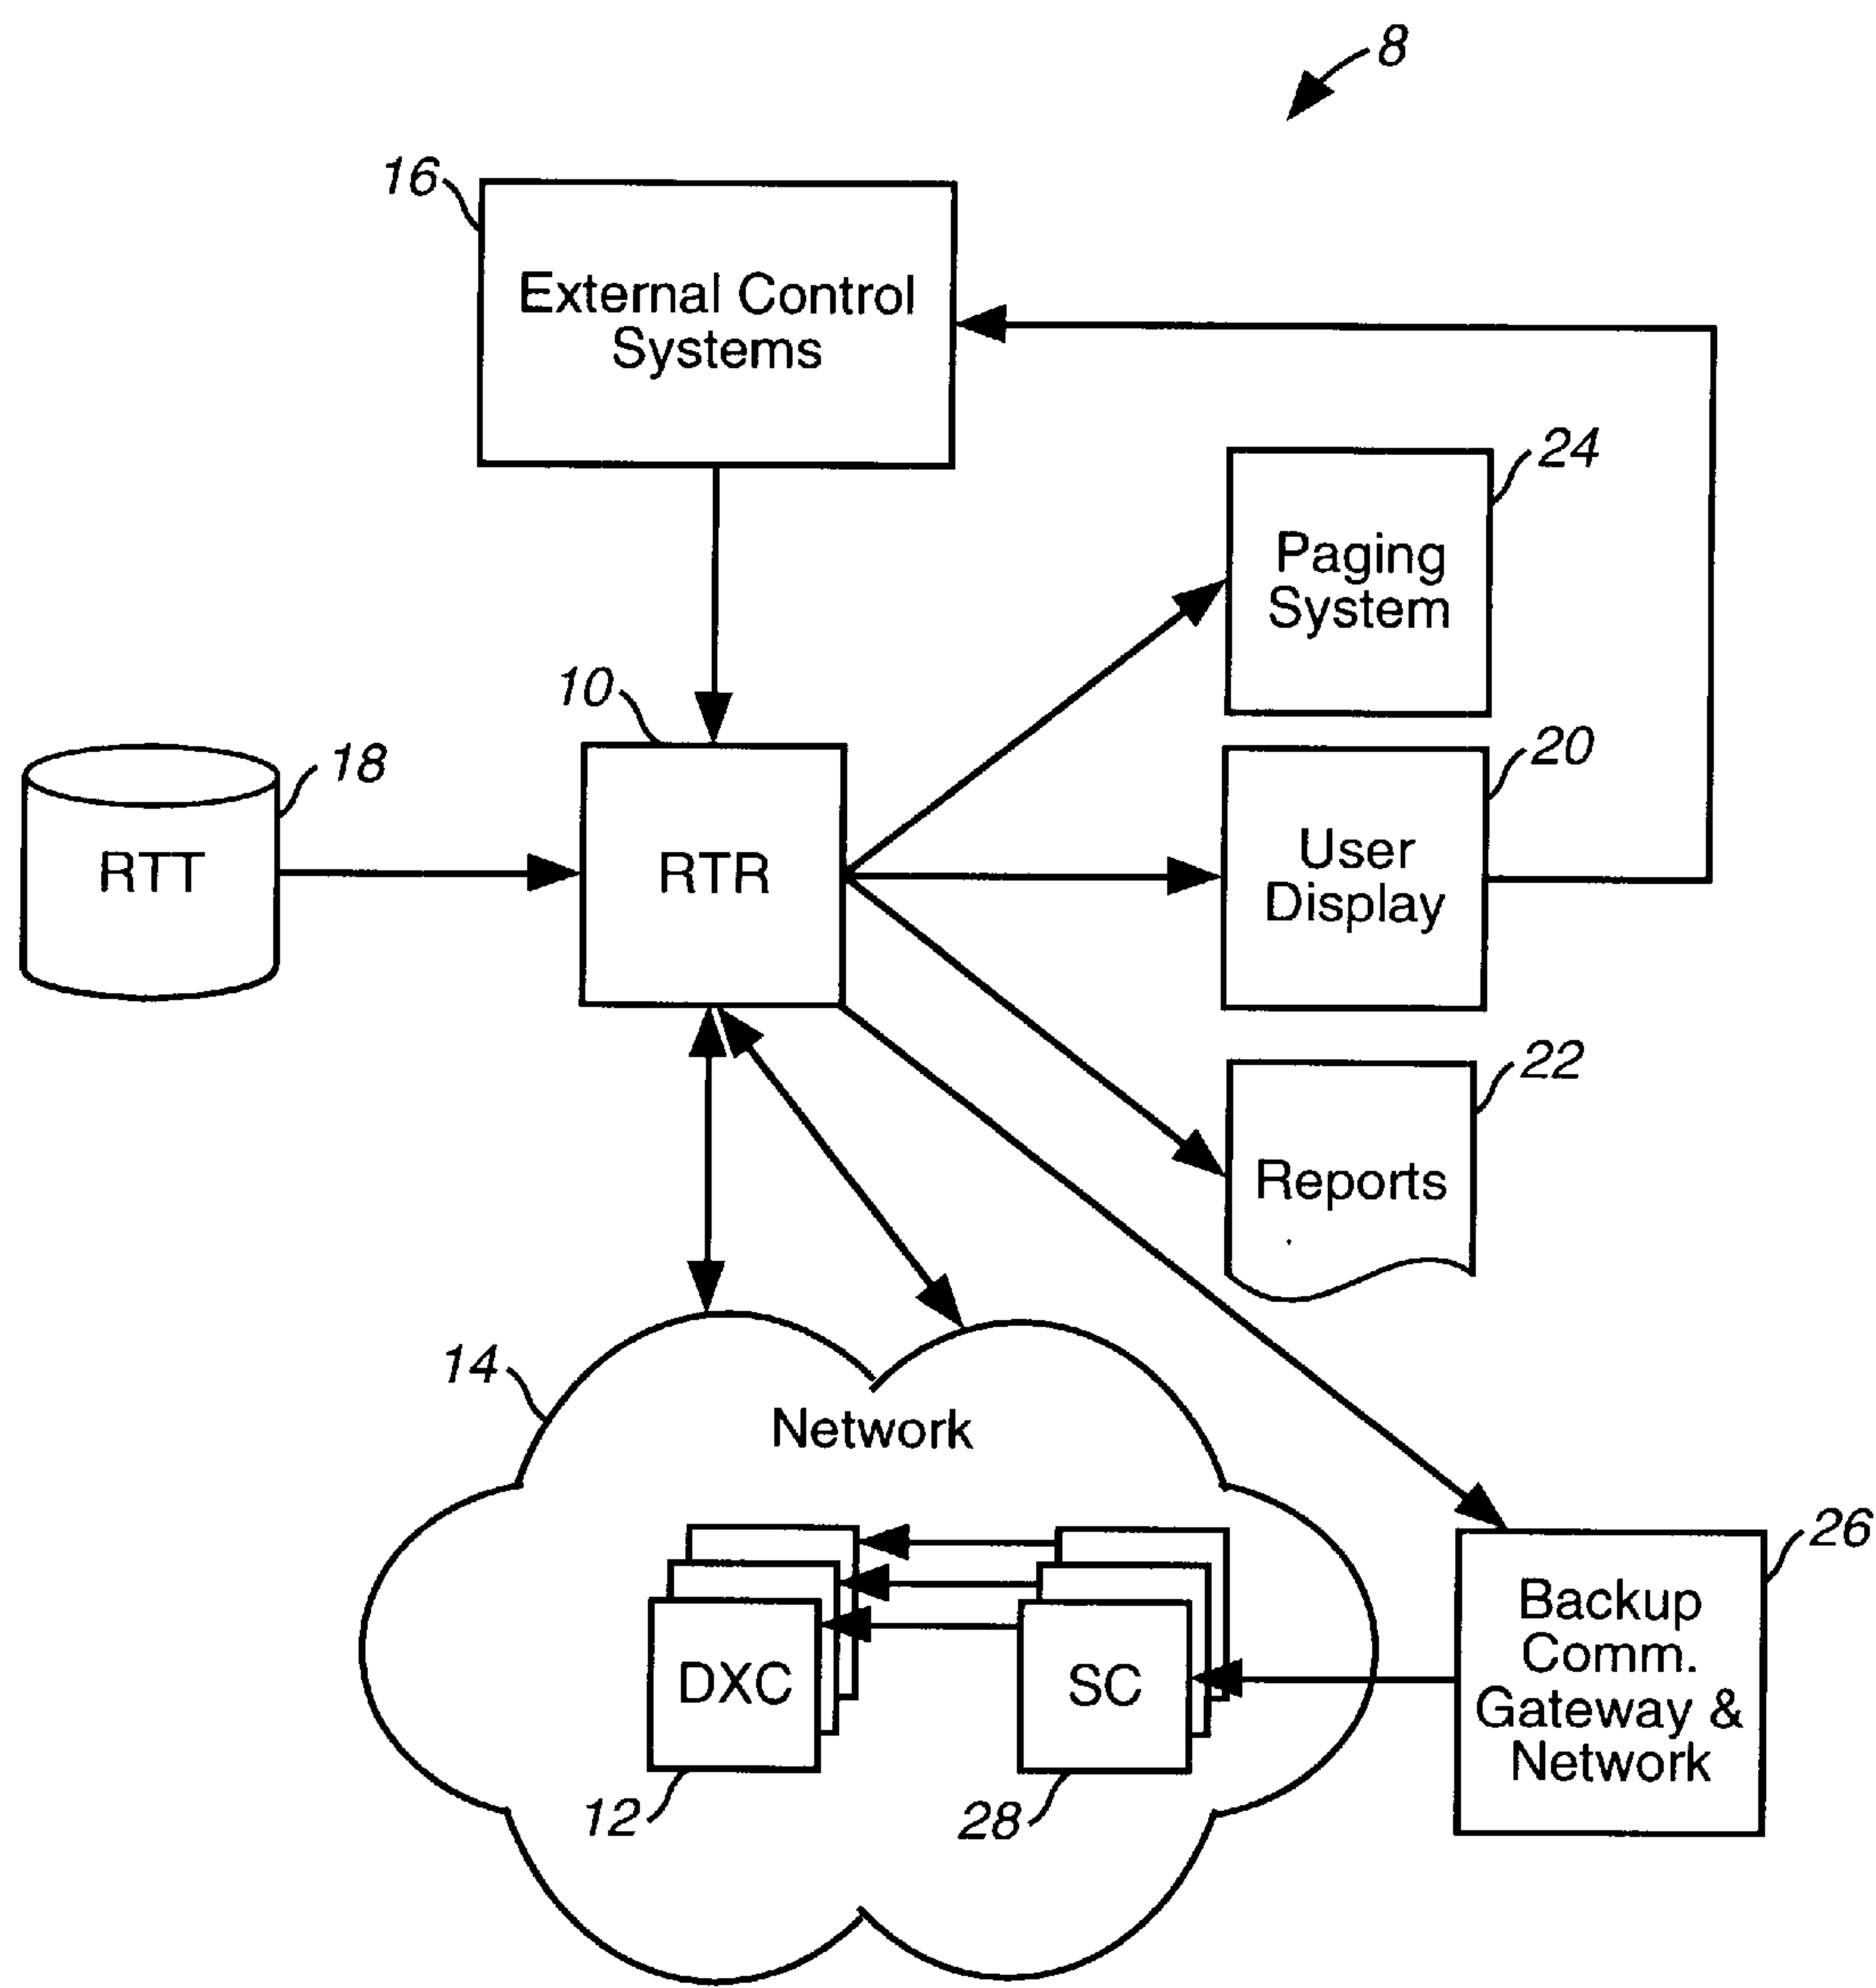 8
16
External Control
Systems
24
Paging
System
10
18
RTT
RTR
20
User
Display
22
Reports
14
Network
26
Backup
Comm.
Gateway &
Network
DXC
SC
12
28